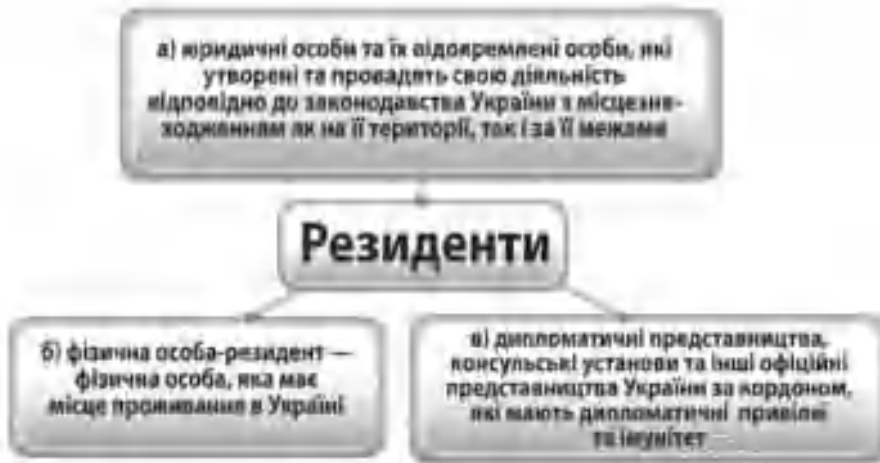 а) юридичні особи та їх відокремлені особи, які
утворені та провадять свою діяльність
відповідно до законодавства України з місцезна-
ходженням як на її території, так і за її межами
Резиденти
б) фізична особа-резидент —
фізична особа, яка має
місце проживання в Україні
в) дипломатичні представництва,
консульські установи та інші офіційні
представництва України за кордоном,
які мають дипломатичні привілеї
та імунітет